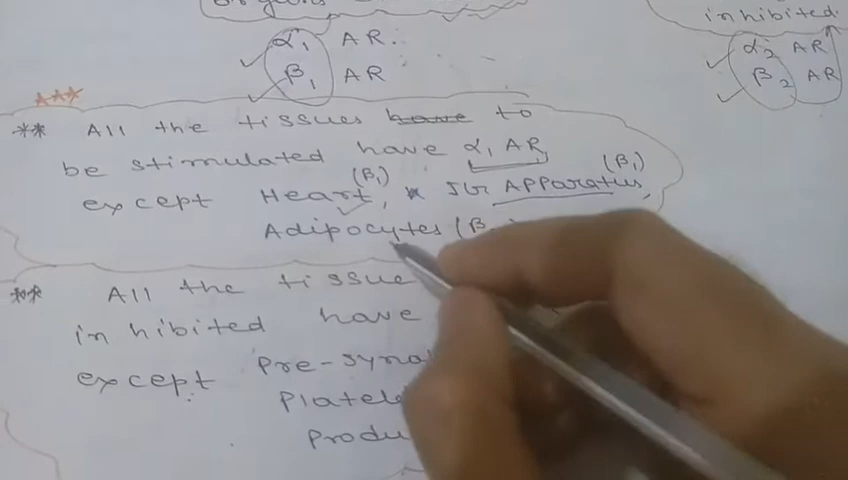 inhibited.
α1 AR.
β1 AR
α2 AR
β2 AR
** All the tissues have to
be stimulated have α1 AR
except Heart (β1), JG Apparatus (β1),
Adipocytes (β
** All the tissue
inhibited have
except Pre-syna
Platele
Produ